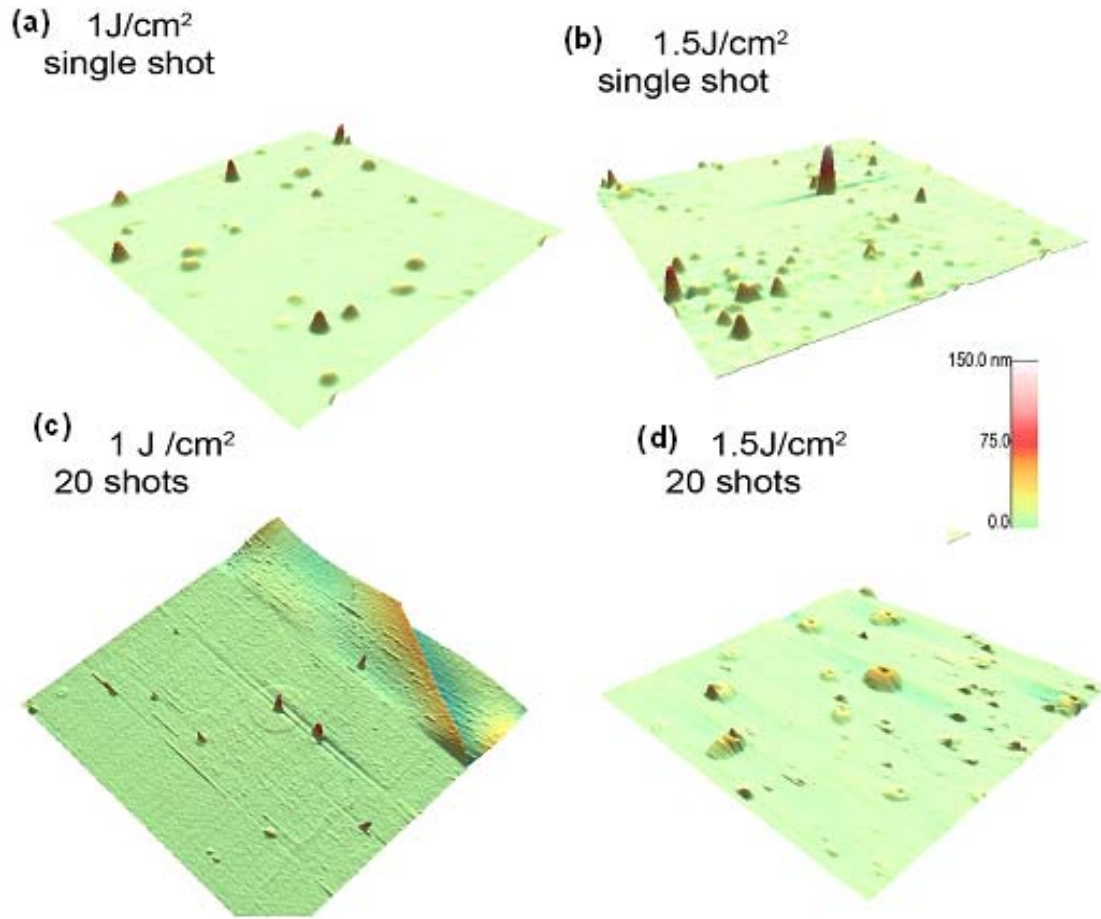 (a) 1J/cm²
single shot
(b) 1.5J/cm²
single shot
150.0 nm
75.0
0.0
(c) 1 J /cm²
20 shots
(d) 1.5J/cm²
20 shots